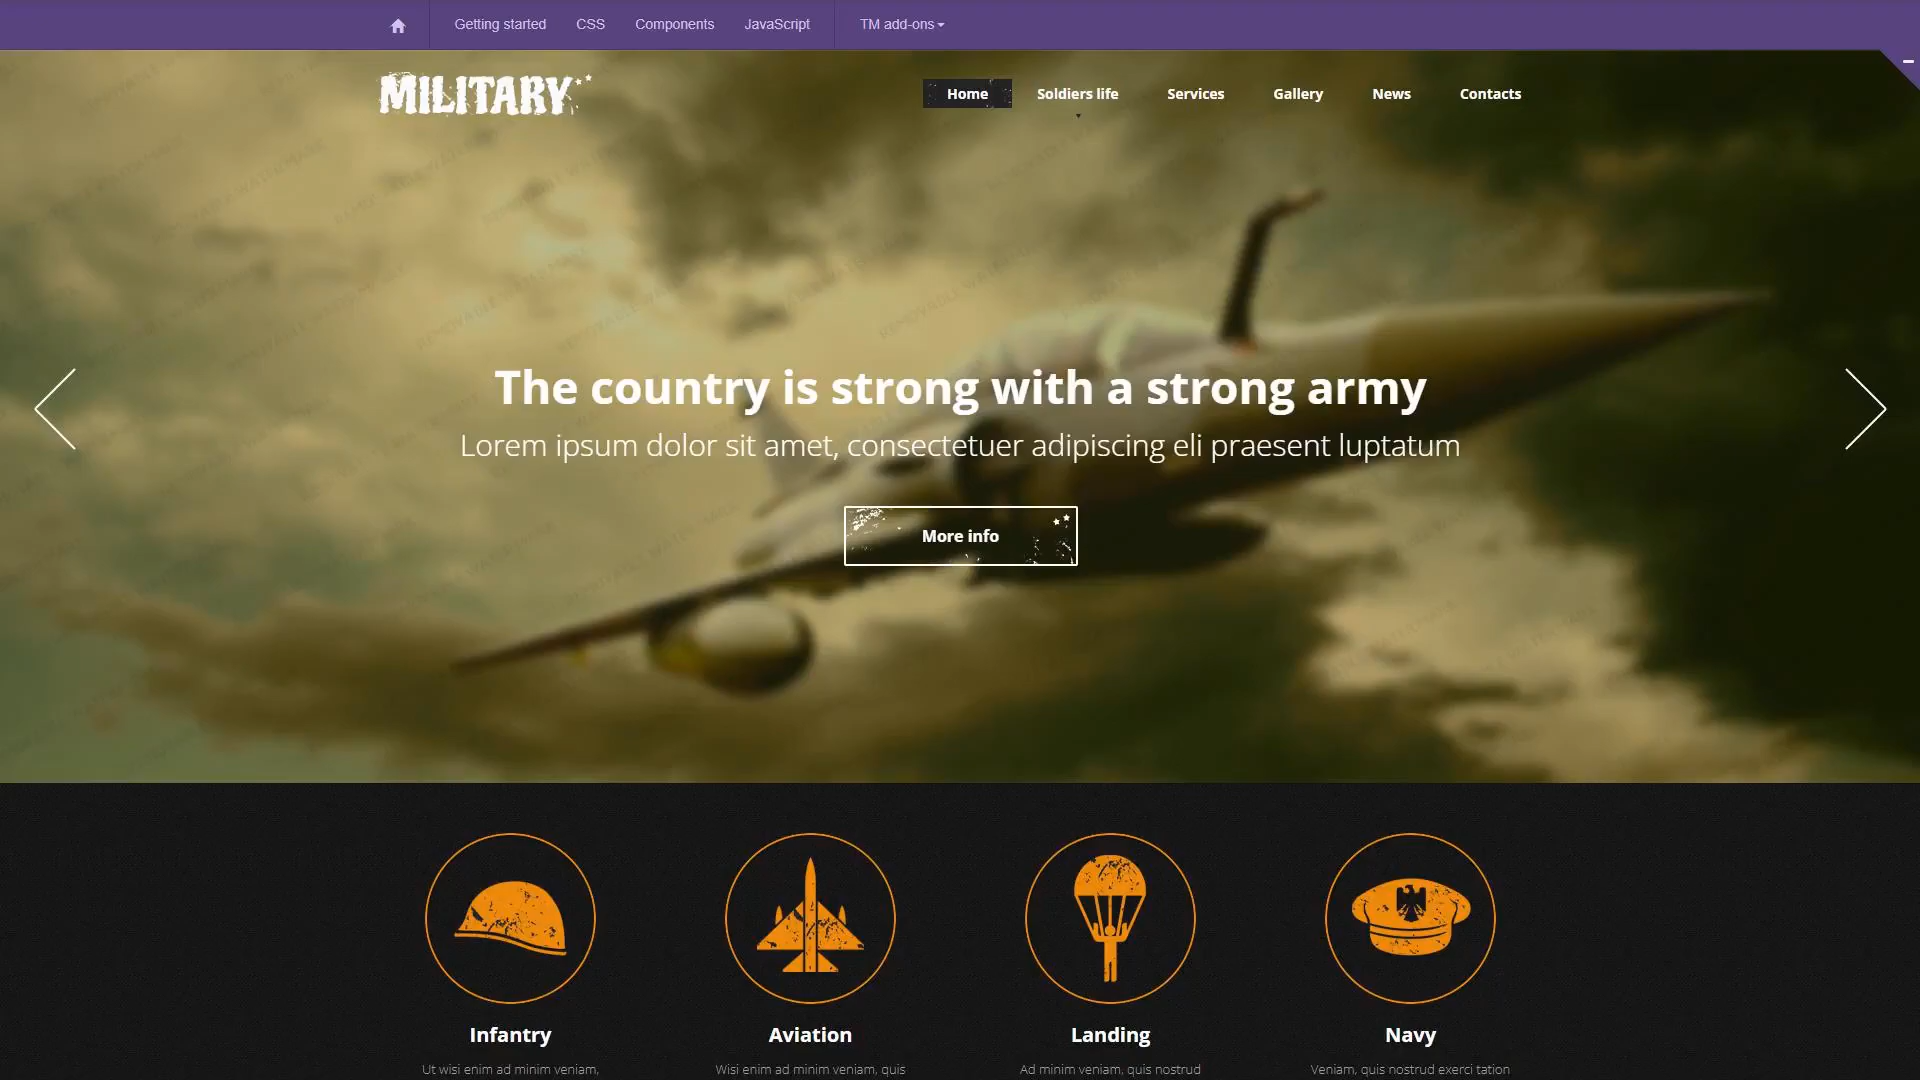 Getting started CSS Components JavaScript TM add-ons
MILITARY
Home Soldiers life Services Gallery News Contacts
The country is strong with a strong army
Lorem ipsum dolor sit amet, consectetuer adipiscing eli praesent luptatum
More info
Infantry Aviation Landing Navy
Ut wisi enim ad minim veniam, Wisi enim ad minim veniam, quis Ad minim veniam, quis nostrud Veniam, quis nostrud exerci tation
REMOVABLE WATERMARK